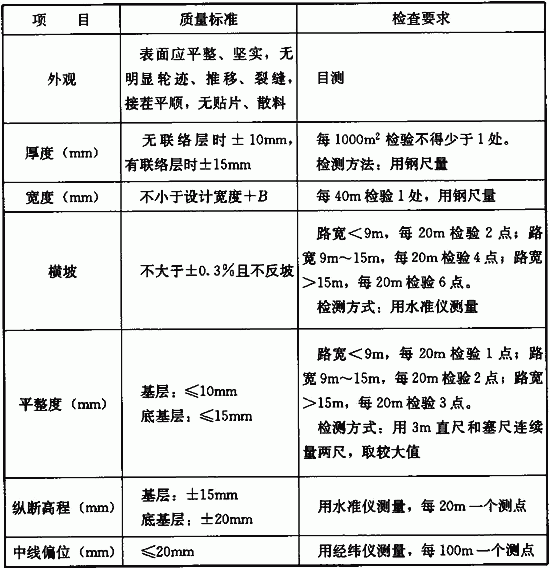 项 目 质量标准 检查要求
外观
表面应平整、坚实，无
明显轮迹、推移、裂缝，
接茬平顺，无贴片、散料
目测
厚度（mm）
无联络层时±10mm，
有联络层时±15mm
每1000m²检验不得少于1处。
检测方法：用钢尺量
宽度（mm） 不小于设计宽度＋B 每40m检验1处，用钢尺量
横坡
不大于±0.3％且不反坡
路宽＜9m，每20m检验2点；路
宽9m～15m，每20m检验4点；路宽
＞15m，每20m检验6点。
检测方式：用水准仪测量
平整度（mm）
基层：≤10mm
底基层：≤15mm
路宽＜9m，每20m检验1点；路
宽9m～15m，每20m检验2点；路宽
＞15m，每20m检验3点。
检测方式：用3m直尺和塞尺连续
量两尺，取较大值
纵断高程（mm）
基层：±15mm
底基层：±20mm
用水准仪测量，每20m一个测点
中线偏位（mm） ≤20mm 用经纬仪测量，每100m一个测点